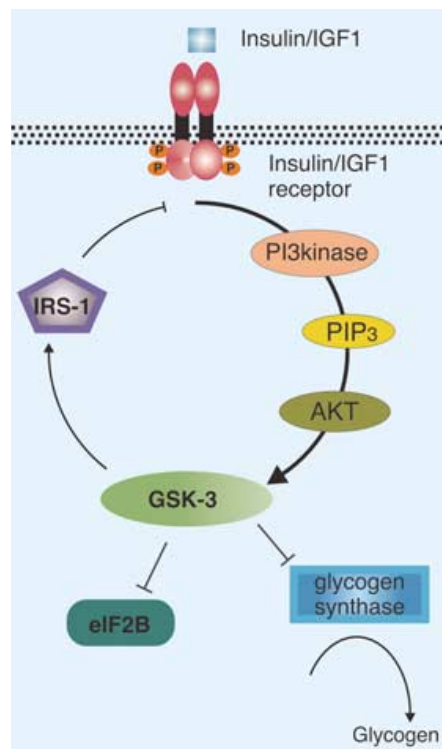 Insulin/IGF1
P
P
P
P
Insulin/IGF1
receptor
PI3kinase
IRS-1
PIP3
AKT
GSK-3
glycogen
synthase
eIF2B
Glycogen